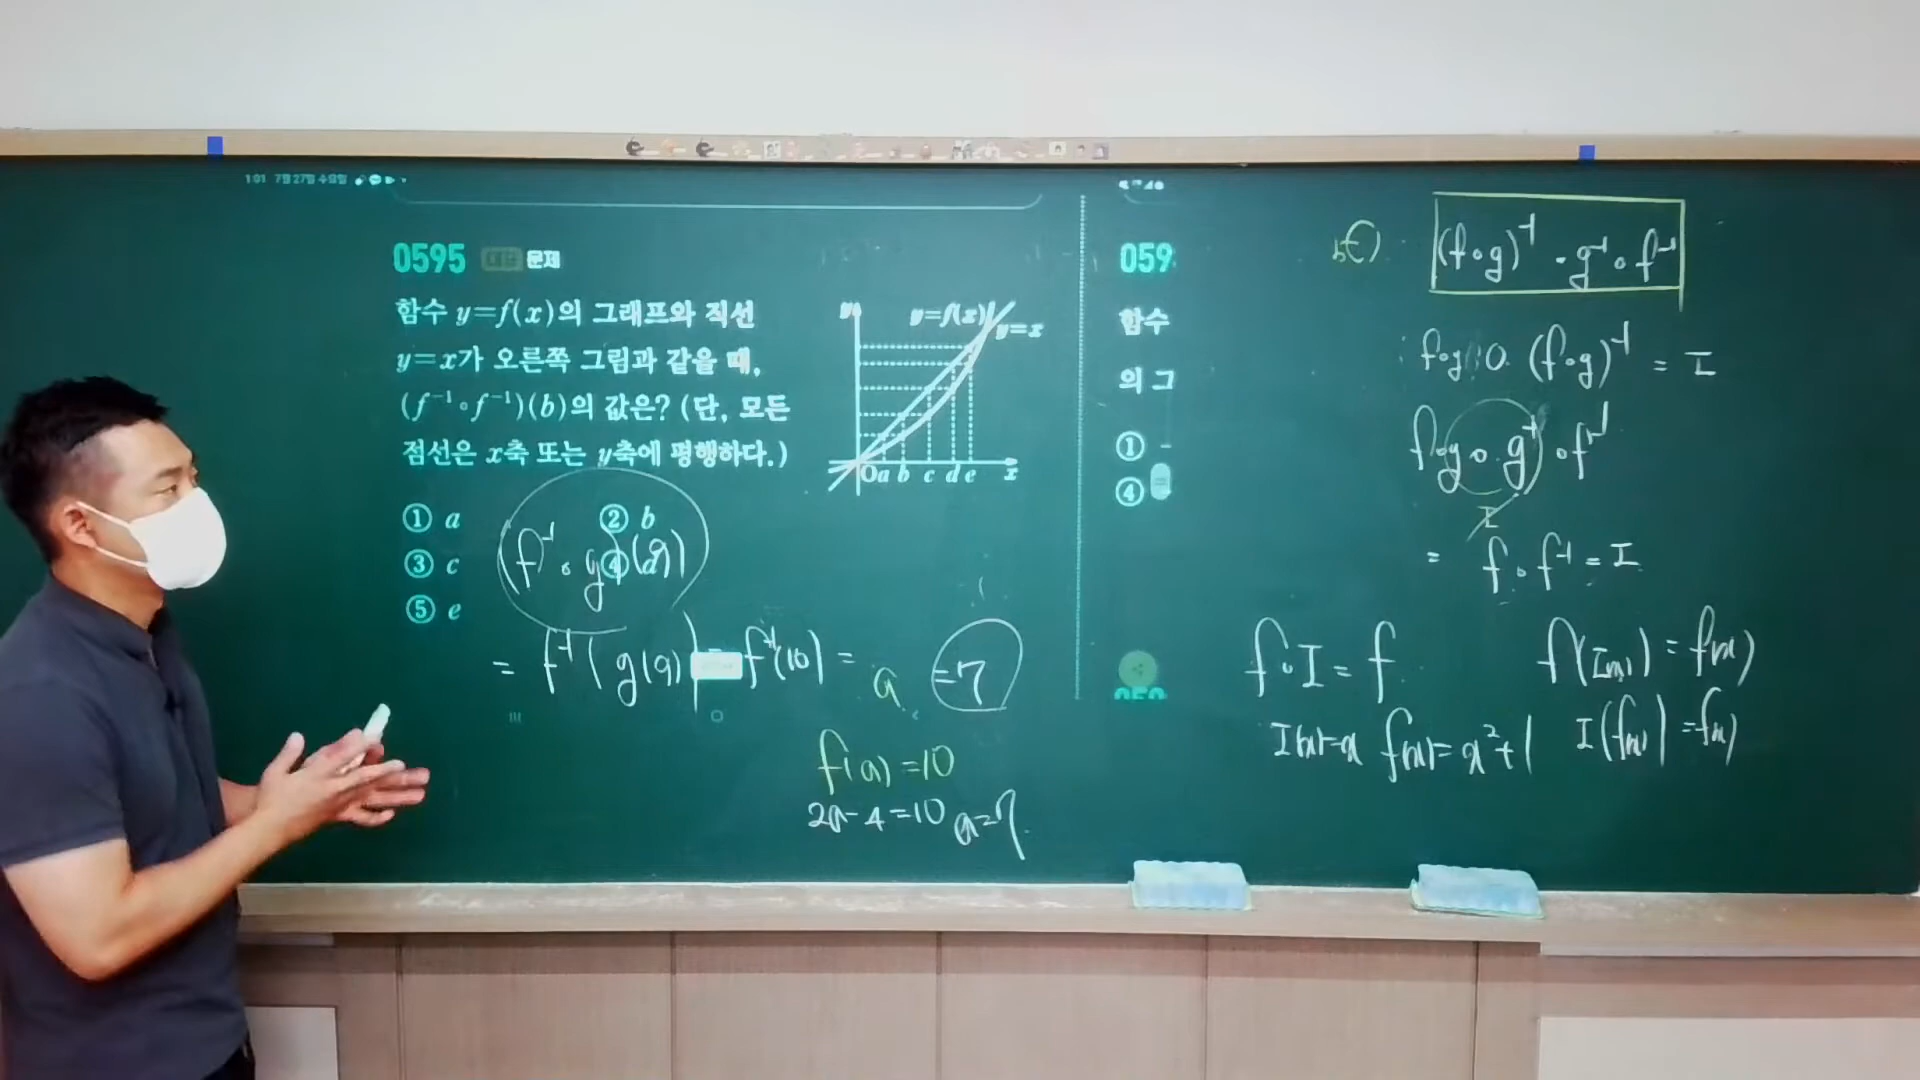 1:01 7월 27일 수요일
0595 대표 문제
함수 y=f(x)의 그래프와 직선
y=x가 오른쪽 그림과 같을 때,
(f⁻¹∘f⁻¹)(b)의 값은? (단, 모든
점선은 x축 또는 y축에 평행하다.)
y
y=f(x)
y=x
O a b c d e x
① a ② b
③ c ④ d
⑤ e
(f⁻¹∘g)(9)
= f⁻¹(g(9)) = f⁻¹(10) = a =7
f(a)=10
2a-4=10 a=7
059
함수
의 그
①
④
(f∘g)⁻¹ = g⁻¹∘f⁻¹
f∘g∘(f∘g)⁻¹ = I
f∘g∘g⁻¹∘f⁻¹
I
= f∘f⁻¹ = I
f∘I = f f(I(x)) = f(x)
I(x)=x f(x)=x²+1 I(f(x)) = f(x)